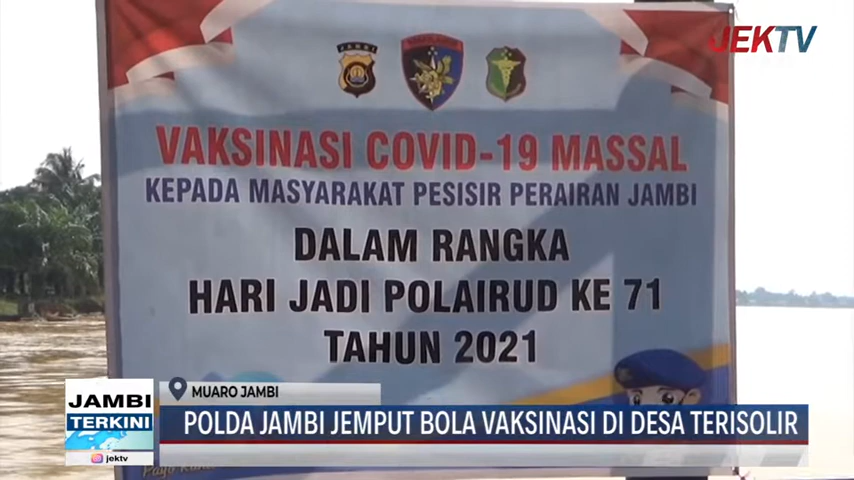 JEKTV
JAMBI
VAKSINASI COVID-19 MASSAL
KEPADA MASYARAKAT PESISIR PERAIRAN JAMBI
DALAM RANGKA
HARI JADI POLAIRUD KE 71
TAHUN 2021
MUARO JAMBI
JAMBI
TERKINI
POLDA JAMBI JEMPUT BOLA VAKSINASI DI DESA TERISOLIR
jektv